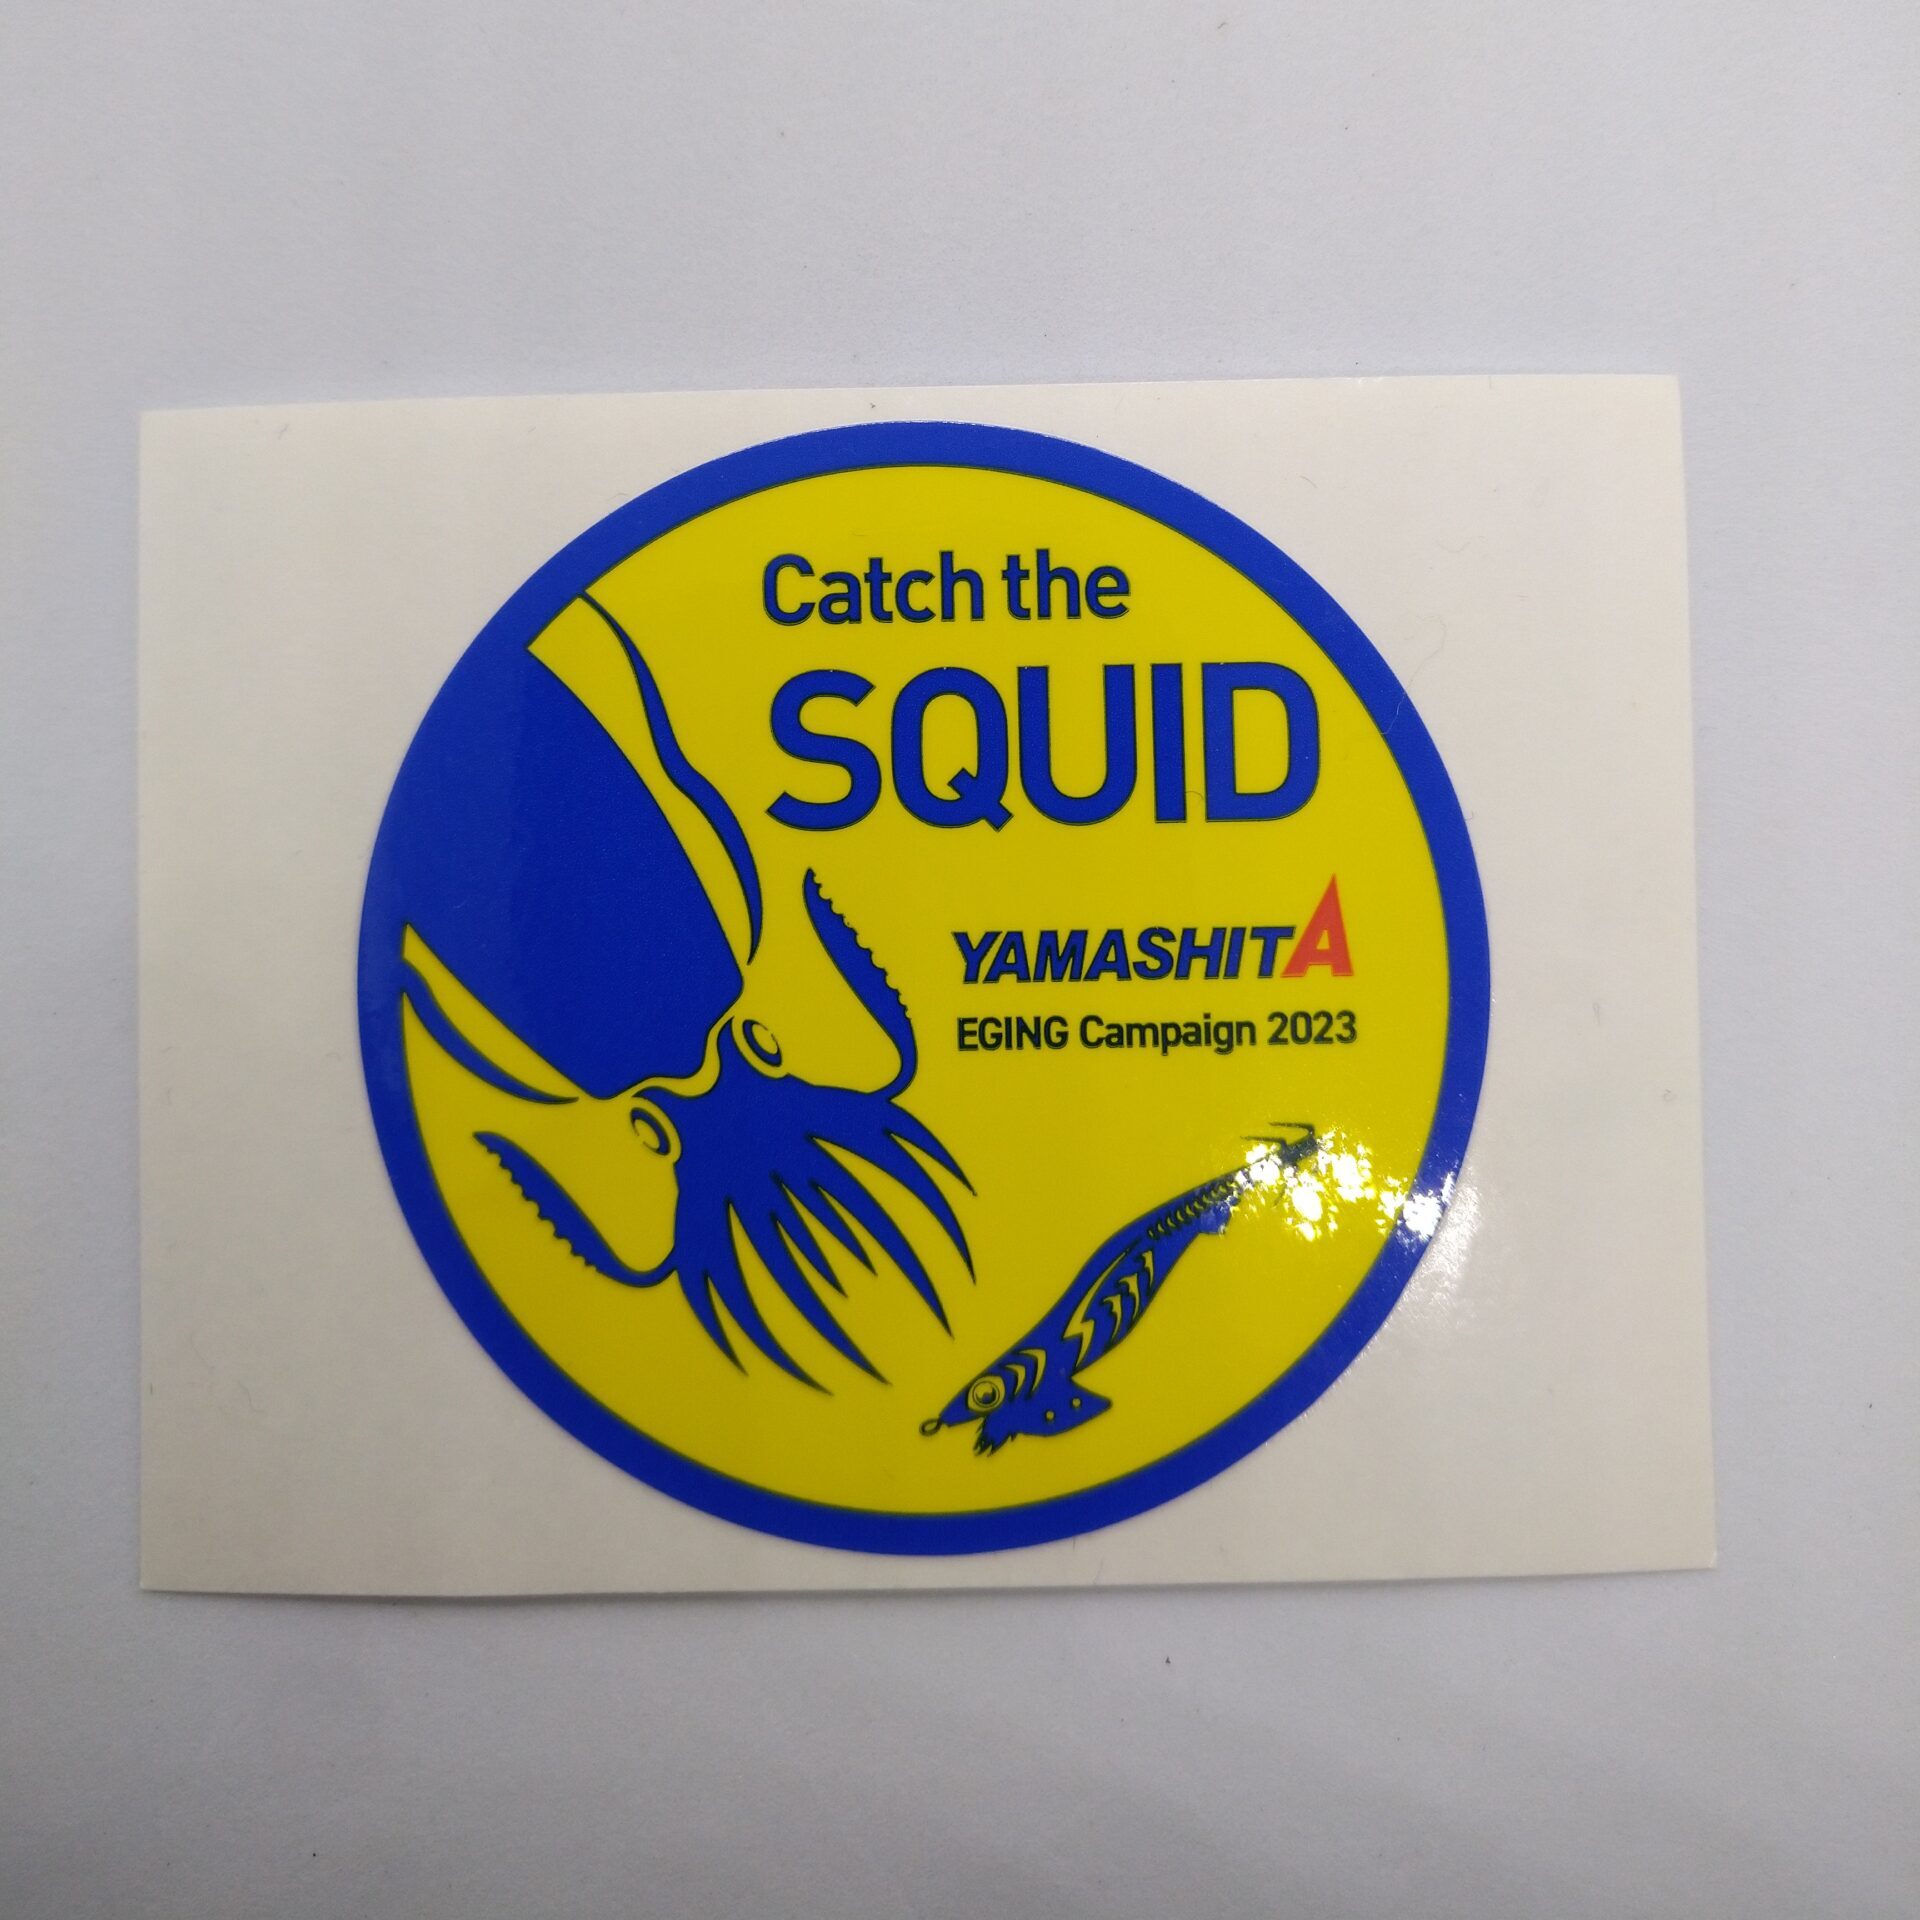 Catch the
SQUID
YAMASHITA
EGING Campaign 2023